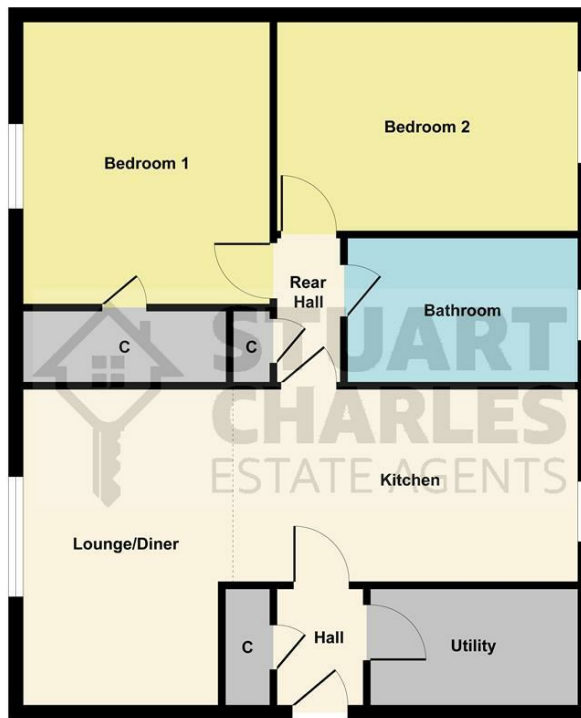 Bedroom 1
Bedroom 2
Rear
Hall
Bathroom
C
C
STUART
CHARLES
ESTATE AGENTS
Kitchen
Lounge/Diner
C
Hall
Utility